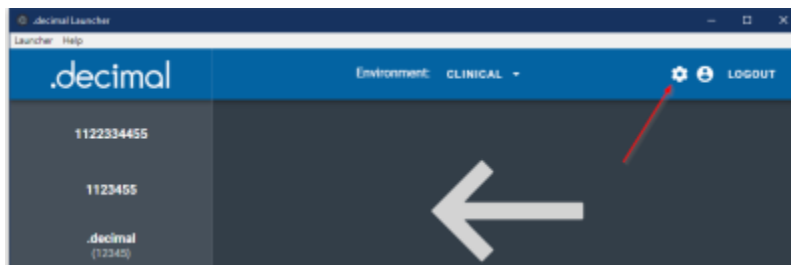 .decimal Launcher
Launcher Help
.decimal Environment: CLINICAL LOGOUT
1122334455
1123455
.decimal
(12345)